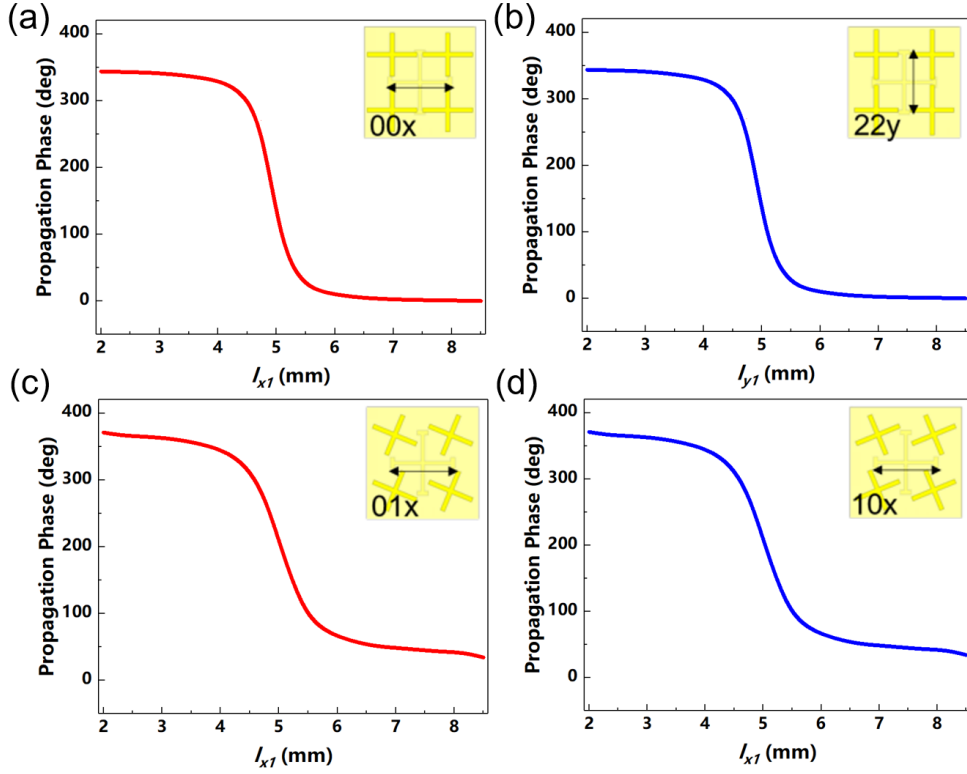 (a)
Propagation Phase (deg)
400
300
200
100
0
00x
2 3 4 5 6 7 8
lx1 (mm)
(b)
Propagation Phase (deg)
400
300
200
100
0
22y
2 3 4 5 6 7 8
ly1 (mm)
(c)
Propagation Phase (deg)
400
300
200
100
0
01x
2 3 4 5 6 7 8
lx1 (mm)
(d)
Propagation Phase (deg)
400
300
200
100
0
10x
2 3 4 5 6 7 8
lx1 (mm)